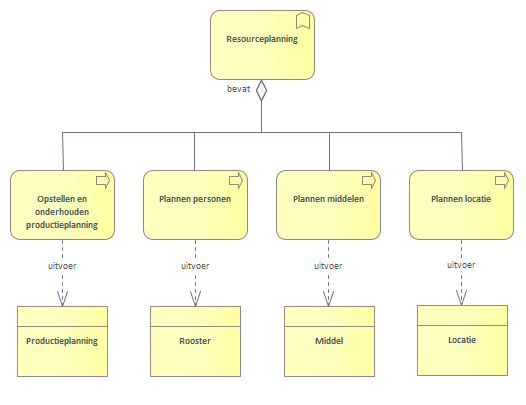 Resourceplanning
bevat
Opstellen en
onderhouden
productieplanning
Plannen personen
Plannen middelen
Plannen locatie
uitvoer
uitvoer
uitvoer
uitvoer
Productieplanning
Rooster
Middel
Locatie